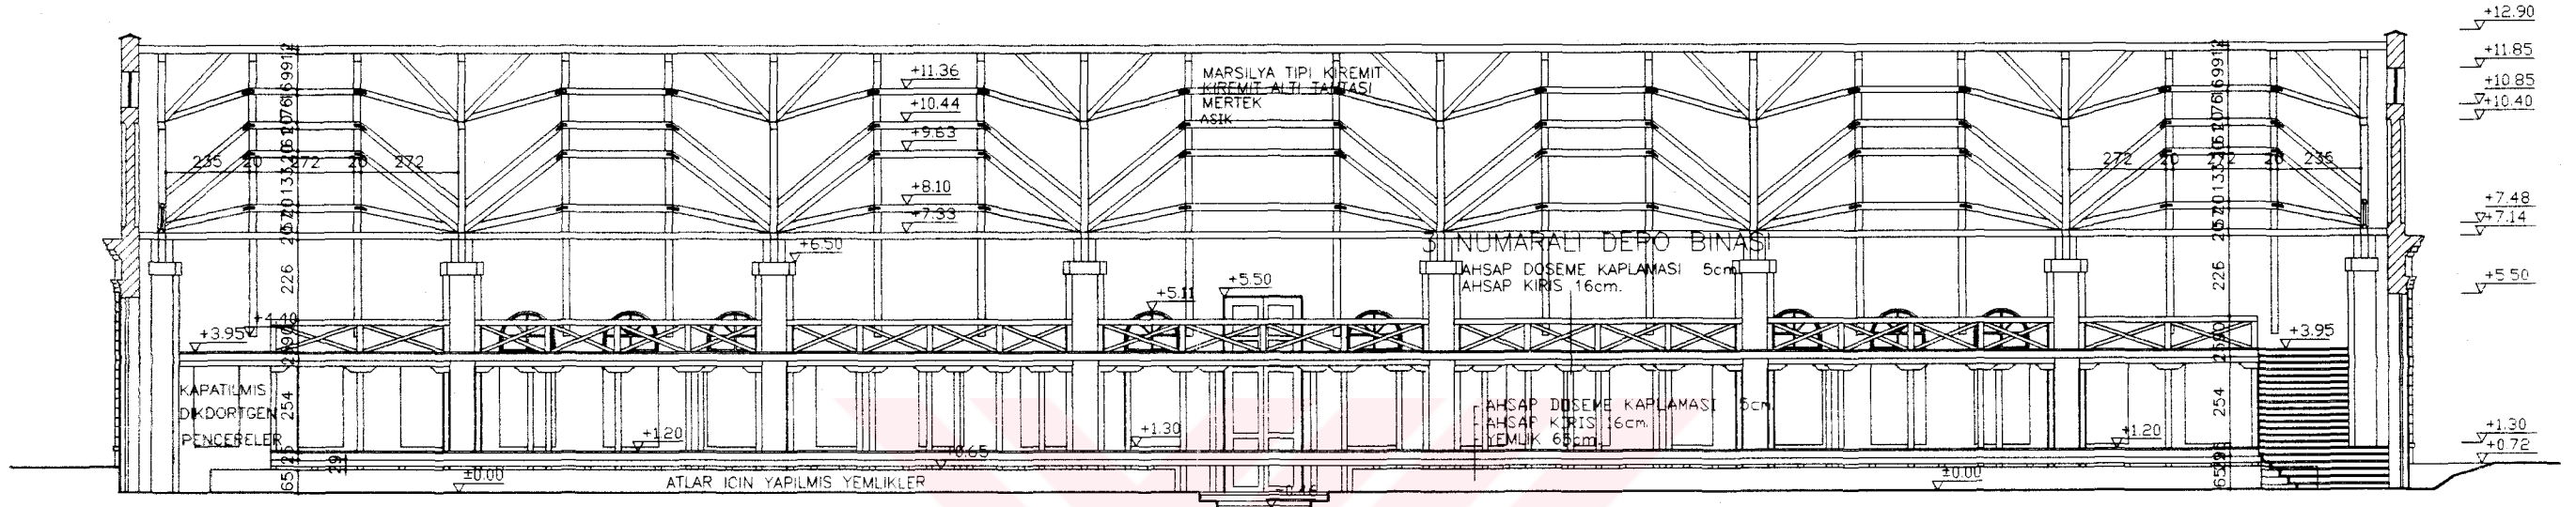 +12.90
+11.85
+10.85
+10.40
+7.48
+7.14
+5.50
+1.30
+0.72
MARSILYA TIPI KIREMIT
KIREMIT ALTI TAHTASI
MERTEK
ASIK
+11.36
+10.44
+9.63
+8.10
+7.33
235 20 272 20 272
272 20 272 20 235
+6.50
3 NUMARALI DEPO BINASI
AHSAP DOSEME KAPLAMASI 5cm.
AHSAP KIRIS 16cm.
226
226
+5.50
+5.11
+4.40
+3.95
+3.95
KAPATILMIS
DIKDORTGEN
PENCERELER
254
254
AHSAP DOSEME KAPLAMASI 5cm.
AHSAP KIRIS 16cm.
YEMLIK 65cm.
+1.20
+1.30
+1.20
+0.65
±0.00
ATLAR ICIN YAPILMIS YEMLIKLER
±0.00